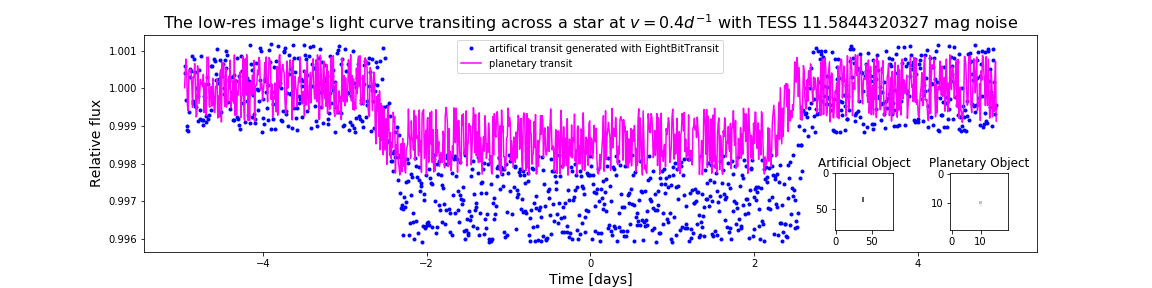 The low-res image's light curve transiting across a star at v = 0.4d⁻¹ with TESS 11.5844320327 mag noise
artifical transit generated with EightBitTransit
planetary transit
Relative flux
1.001
1.000
0.999
0.998
0.997
0.996
Artificial Object
0
50
0 50
Planetary Object
0
10
0 10
−4 −2 0 2 4
Time [days]